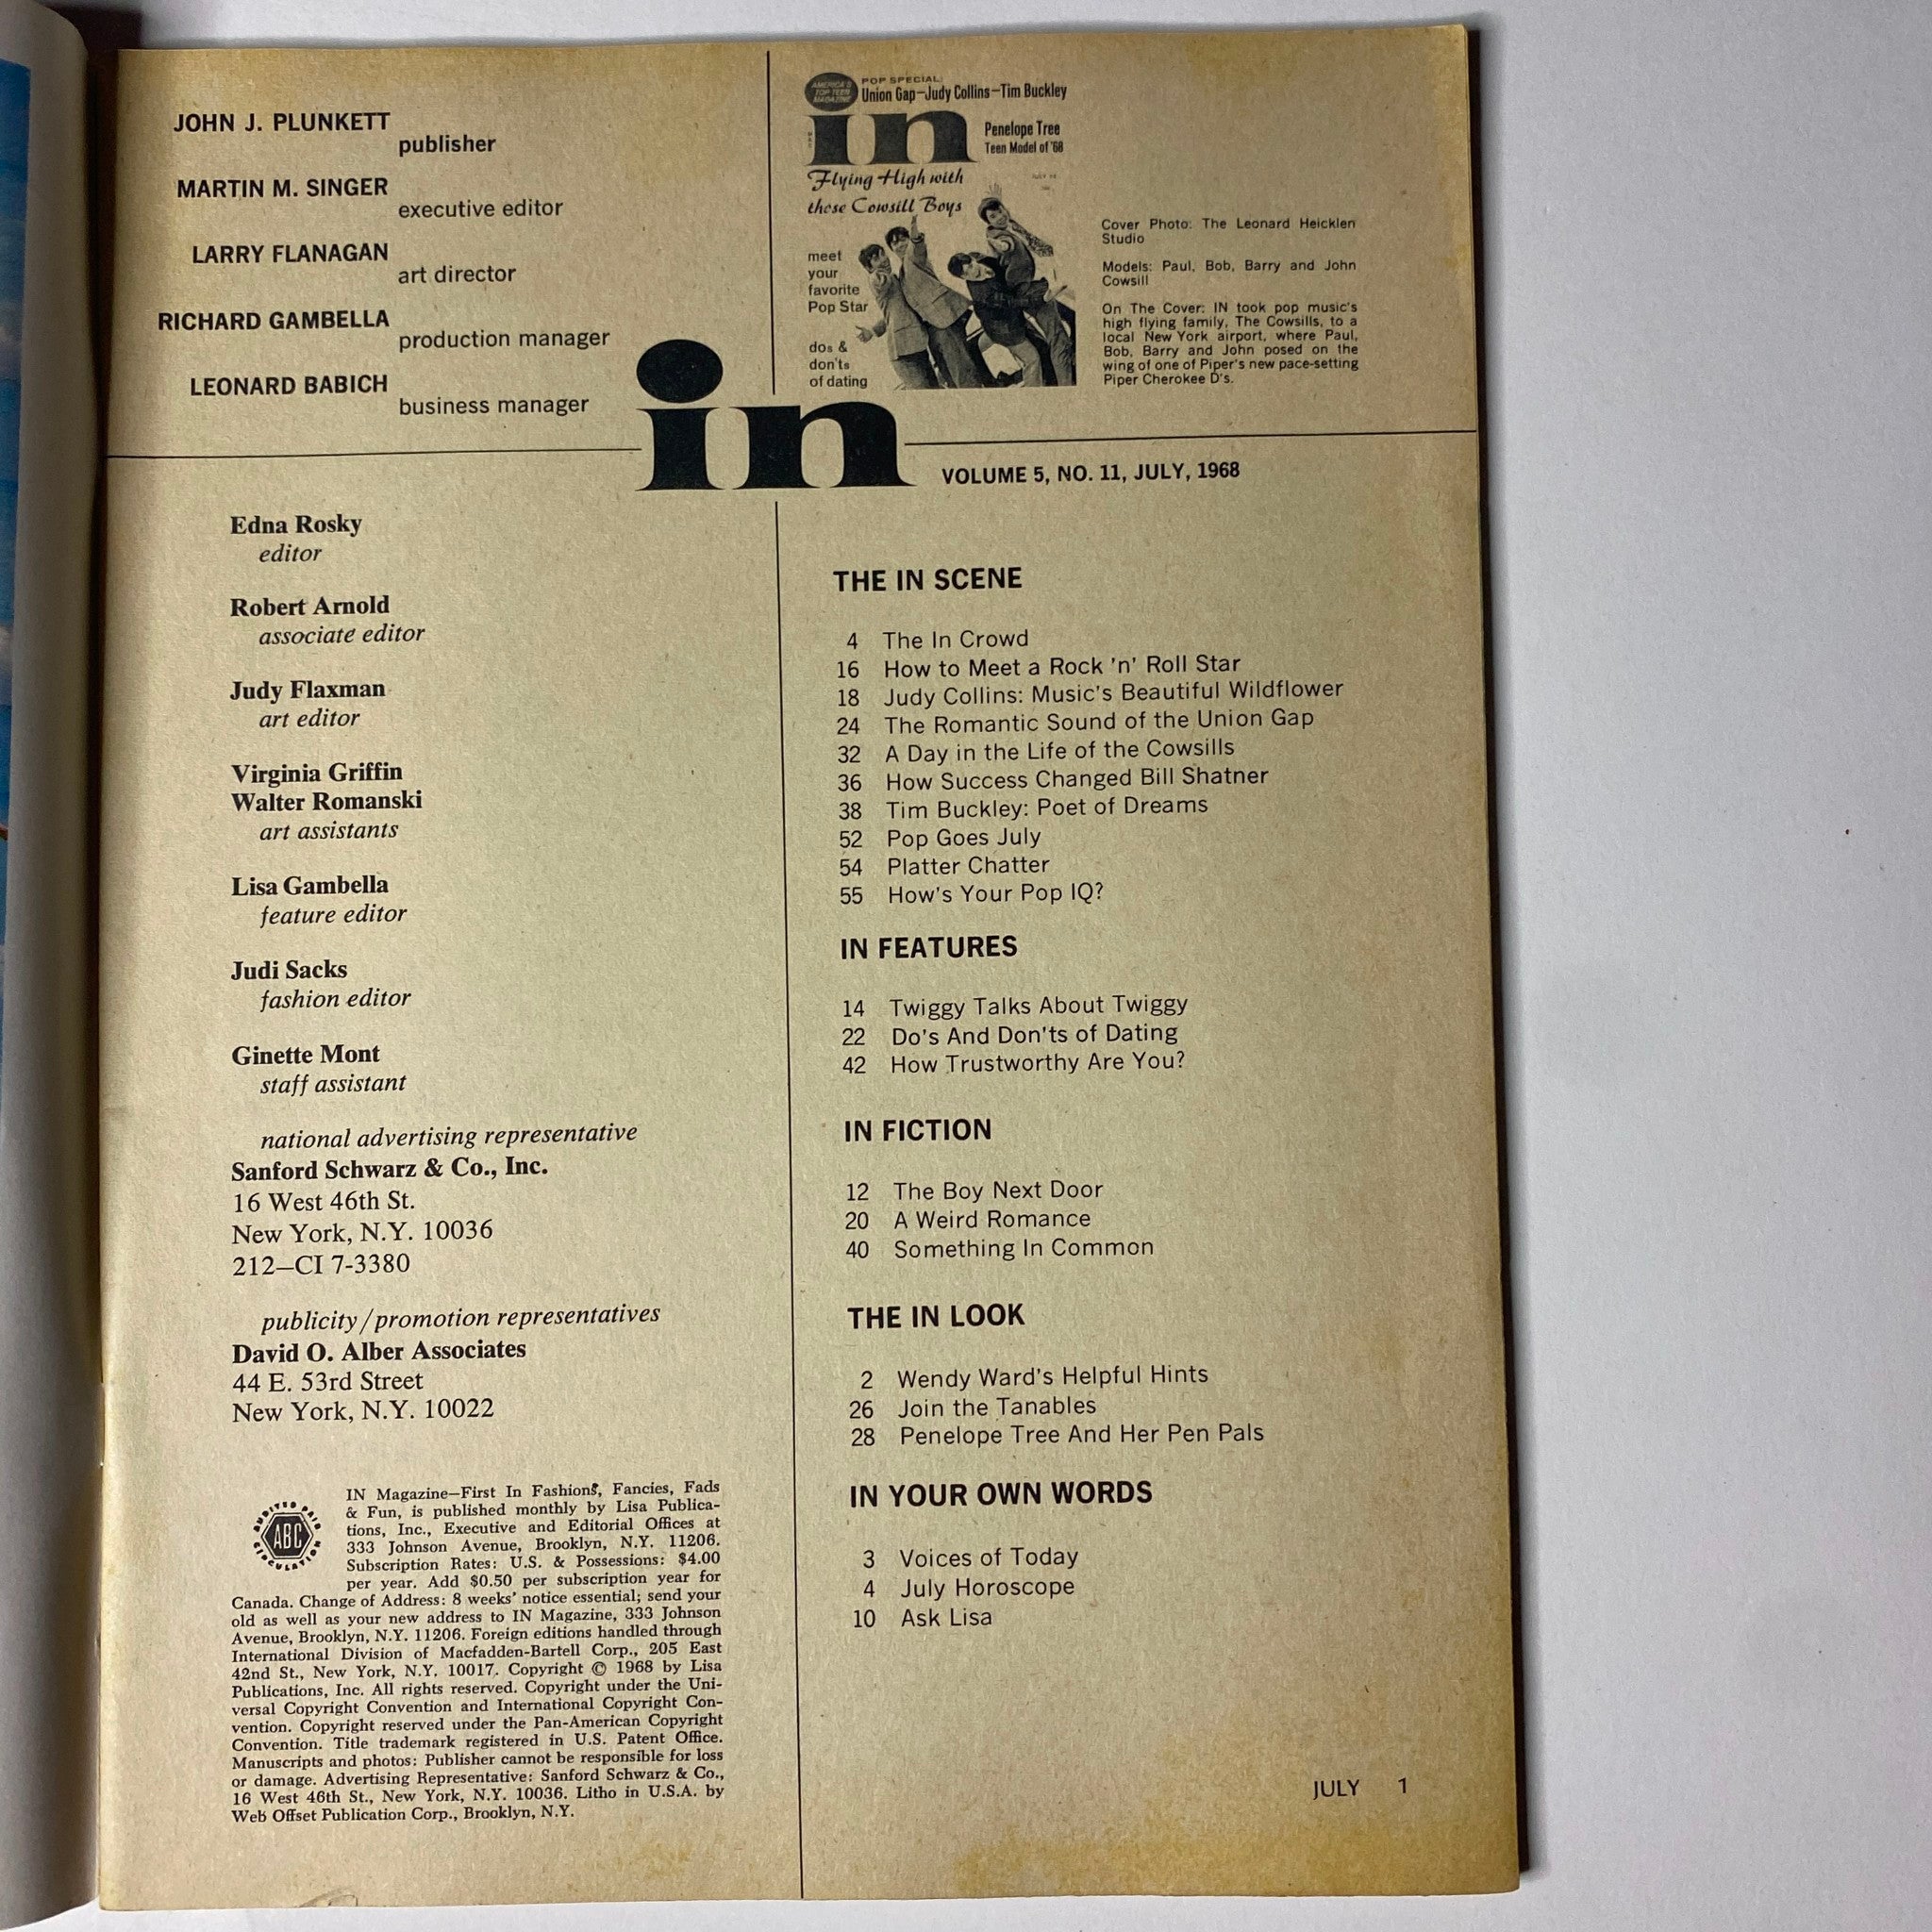 JOHN J. PLUNKETT
publisher
MARTIN M. SINGER
executive editor
LARRY FLANAGAN
art director
RICHARD GAMBELLA
production manager
LEONARD BABICH
business manager
AMERICA'S
TOP TEEN
MAGAZINE
POP SPECIAL:
Union Gap-Judy Collins-Tim Buckley
in
Penelope Tree
Teen Model of '68
Flying High with
those Cowsill Boys
meet
your
favorite
Pop Star
dos &
don'ts
of dating
Cover Photo: The Leonard Heicklen
Studio
Models: Paul, Bob, Barry and John
Cowsill
On The Cover: IN took pop music's
high flying family, The Cowsills, to a
local New York airport, where Paul,
Bob, Barry and John posed on the
wing of one of Piper's new pace-setting
Piper Cherokee D's.
in
VOLUME 5, NO. 11, JULY, 1968
Edna Rosky
editor
Robert Arnold
associate editor
Judy Flaxman
art editor
Virginia Griffin
Walter Romanski
art assistants
Lisa Gambella
feature editor
Judi Sacks
fashion editor
Ginette Mont
staff assistant
national advertising representative
Sanford Schwarz & Co., Inc.
16 West 46th St.
New York, N.Y. 10036
212—CI 7-3380
publicity/promotion representatives
David O. Alber Associates
44 E. 53rd Street
New York, N.Y. 10022
AUDITED PAID
ABC
CIRCULATION
IN Magazine—First In Fashions, Fancies, Fads
& Fun, is published monthly by Lisa Publica-
tions, Inc., Executive and Editorial Offices at
333 Johnson Avenue, Brooklyn, N.Y. 11206.
Subscription Rates: U.S. & Possessions: $4.00
per year. Add $0.50 per subscription year for
Canada. Change of Address: 8 weeks' notice essential; send your
old as well as your new address to IN Magazine, 333 Johnson
Avenue, Brooklyn, N.Y. 11206. Foreign editions handled through
International Division of Macfadden-Bartell Corp., 205 East
42nd St., New York, N.Y. 10017. Copyright © 1968 by Lisa
Publications, Inc. All rights reserved. Copyright under the Uni-
versal Copyright Convention and International Copyright Con-
vention. Copyright reserved under the Pan-American Copyright
Convention. Title trademark registered in U.S. Patent Office.
Manuscripts and photos: Publisher cannot be responsible for loss
or damage. Advertising Representative: Sanford Schwarz & Co.,
16 West 46th St., New York, N.Y. 10036. Litho in U.S.A. by
Web Offset Publication Corp., Brooklyn, N.Y.
THE IN SCENE
4 The In Crowd
16 How to Meet a Rock 'n' Roll Star
18 Judy Collins: Music's Beautiful Wildflower
24 The Romantic Sound of the Union Gap
32 A Day in the Life of the Cowsills
36 How Success Changed Bill Shatner
38 Tim Buckley: Poet of Dreams
52 Pop Goes July
54 Platter Chatter
55 How's Your Pop IQ?
IN FEATURES
14 Twiggy Talks About Twiggy
22 Do's And Don'ts of Dating
42 How Trustworthy Are You?
IN FICTION
12 The Boy Next Door
20 A Weird Romance
40 Something In Common
THE IN LOOK
2 Wendy Ward's Helpful Hints
26 Join the Tanables
28 Penelope Tree And Her Pen Pals
IN YOUR OWN WORDS
3 Voices of Today
4 July Horoscope
10 Ask Lisa
JULY 1